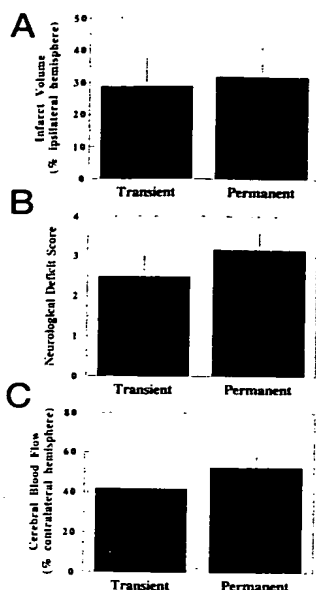 A
Infarct Volume
(% ipsilateral hemisphere)
50
40
30
20
10
0
Transient Permanent
B
Neurological Deficit Score
4
3
2
1
0
Transient Permanent
C
Cerebral Blood Flow
(% contralateral hemisphere)
80
60
40
20
0
Transient Permanent